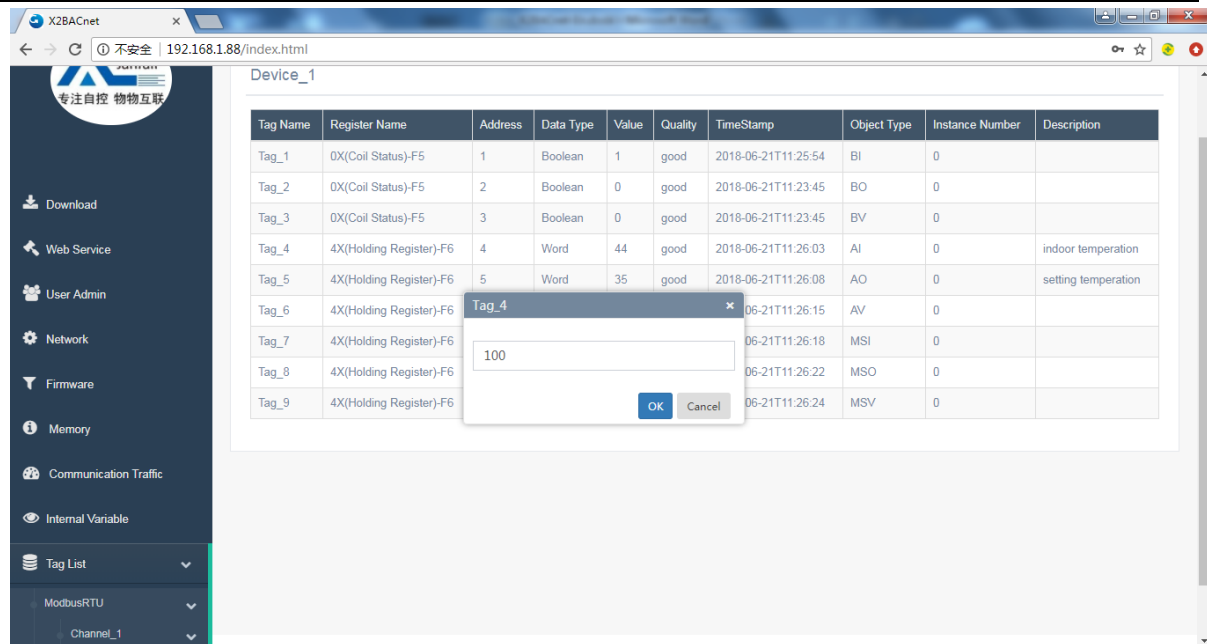 X2BACnet
不安全 | 192.168.1.88/index.html
专注自控 物物互联
Download
Web Service
User Admin
Network
Firmware
Memory
Communication Traffic
Internal Variable
Tag List
ModbusRTU
Channel_1
Device_1
Tag Name Register Name Address Data Type Value Quality TimeStamp Object Type Instance Number Description
Tag_1 0X(Coil Status)-F5 1 Boolean 1 good 2018-06-21T11:25:54 BI 0
Tag_2 0X(Coil Status)-F5 2 Boolean 0 good 2018-06-21T11:23:45 BO 0
Tag_3 0X(Coil Status)-F5 3 Boolean 0 good 2018-06-21T11:23:45 BV 0
Tag_4 4X(Holding Register)-F6 4 Word 44 good 2018-06-21T11:26:03 AI 0 indoor temperation
Tag_5 4X(Holding Register)-F6 5 Word 35 good 2018-06-21T11:26:08 AO 0 setting temperation
Tag_6 4X(Holding Register)-F6 06-21T11:26:15 AV 0
Tag_7 4X(Holding Register)-F6 06-21T11:26:18 MSI 0
Tag_8 4X(Holding Register)-F6 06-21T11:26:22 MSO 0
Tag_9 4X(Holding Register)-F6 06-21T11:26:24 MSV 0
Tag_4
100
OK Cancel